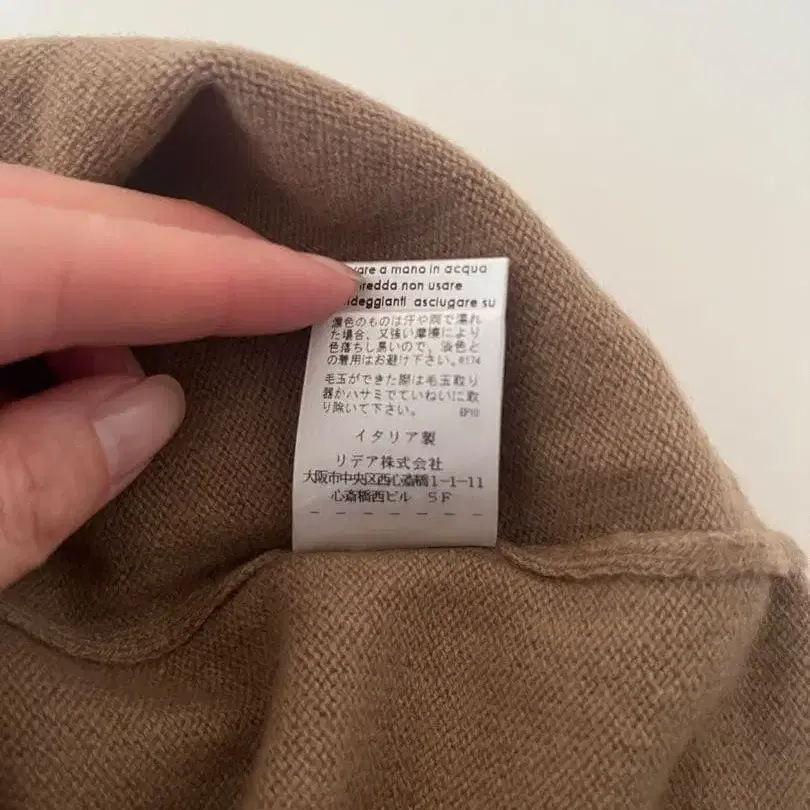 vare a mano in acqua
fredda non usare
ndeggianti asciugare su
濃色のものは汗や雨で濡れ
た場合、又強い摩擦により
色落ちし易いので、淡色と
の着用はお避け下さい。R174
毛玉ができた際は毛玉取り
器かハサミでていねいに取
り除いて下さい。 EP10
イタリア製
リデア株式会社
大阪市中央区西心斎橋1-1-11
心斎橋西ビル 5F